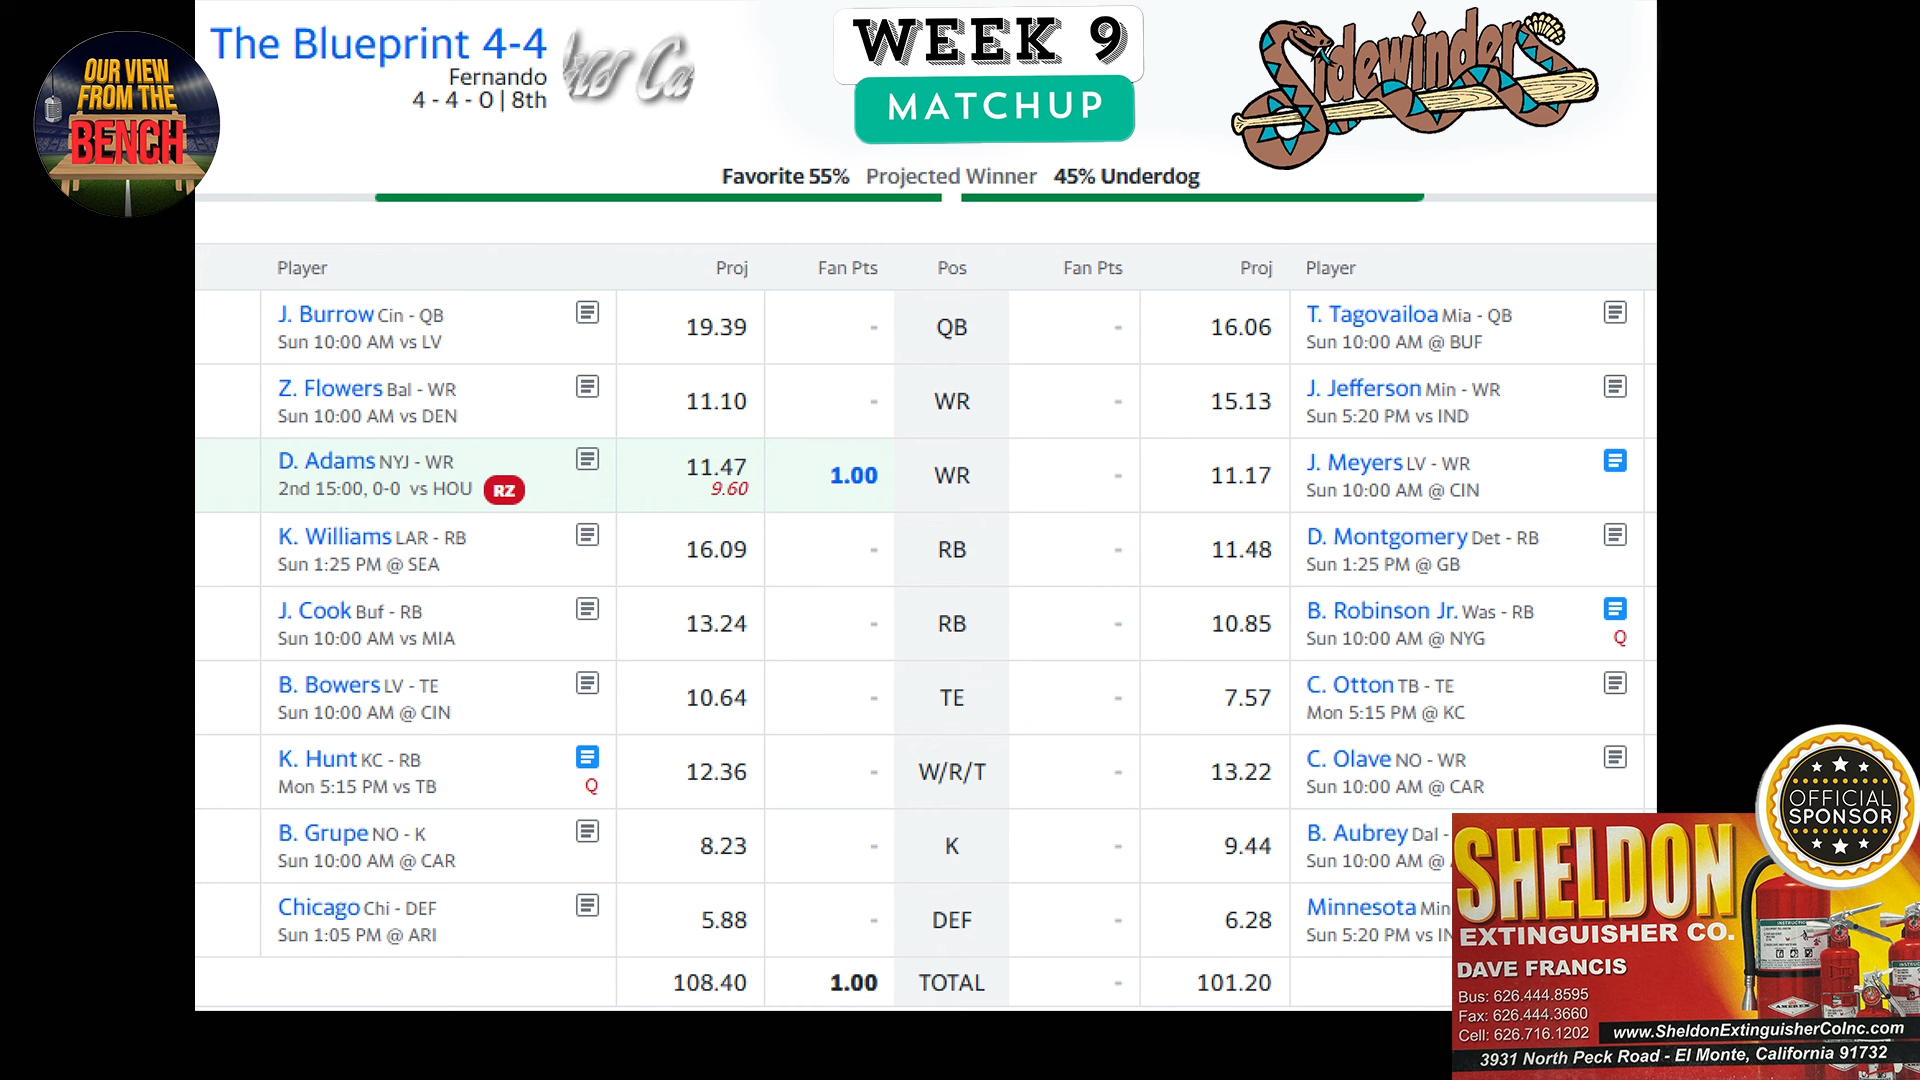 OUR VIEW
FROM THE
BENCH
The Blueprint 4-4
Fernando
4 - 4 - 0 | 8th
WEEK 9
MATCHUP
Sidewinders
Favorite 55% Projected Winner 45% Underdog
Player Proj Fan Pts Pos Fan Pts Proj Player
J. Burrow Cin - QB 19.39 - QB - 16.06 T. Tagovailoa Mia - QB
Sun 10:00 AM vs LV Sun 10:00 AM @ BUF
Z. Flowers Bal - WR 11.10 - WR - 15.13 J. Jefferson Min - WR
Sun 10:00 AM vs DEN Sun 5:20 PM vs IND
D. Adams NYJ - WR 11.47 1.00 WR - 11.17 J. Meyers LV - WR
2nd 15:00, 0-0 vs HOU RZ 9.60 Sun 10:00 AM @ CIN
K. Williams LAR - RB 16.09 - RB - 11.48 D. Montgomery Det - RB
Sun 1:25 PM @ SEA Sun 1:25 PM @ GB
J. Cook Buf - RB 13.24 - RB - 10.85 B. Robinson Jr. Was - RB
Sun 10:00 AM vs MIA Sun 10:00 AM @ NYG Q
B. Bowers LV - TE 10.64 - TE - 7.57 C. Otton TB - TE
Sun 10:00 AM @ CIN Mon 5:15 PM @ KC
K. Hunt KC - RB 12.36 - W/R/T - 13.22 C. Olave NO - WR
Mon 5:15 PM vs TB Q Sun 10:00 AM @ CAR
B. Grupe NO - K 8.23 - K - 9.44 B. Aubrey Dal -
Sun 10:00 AM @ CAR Sun 10:00 AM @
Chicago Chi - DEF 5.88 - DEF - 6.28 Minnesota Min
Sun 1:05 PM @ ARI Sun 5:20 PM vs IN
108.40 1.00 TOTAL - 101.20
OFFICIAL
SPONSOR
SHELDON
EXTINGUISHER CO.
DAVE FRANCIS
Bus: 626.444.8595
Fax: 626.444.3660
Cell: 626.716.1202
www.SheldonExtinguisherCoInc.com
3931 North Peck Road - El Monte, California 91732